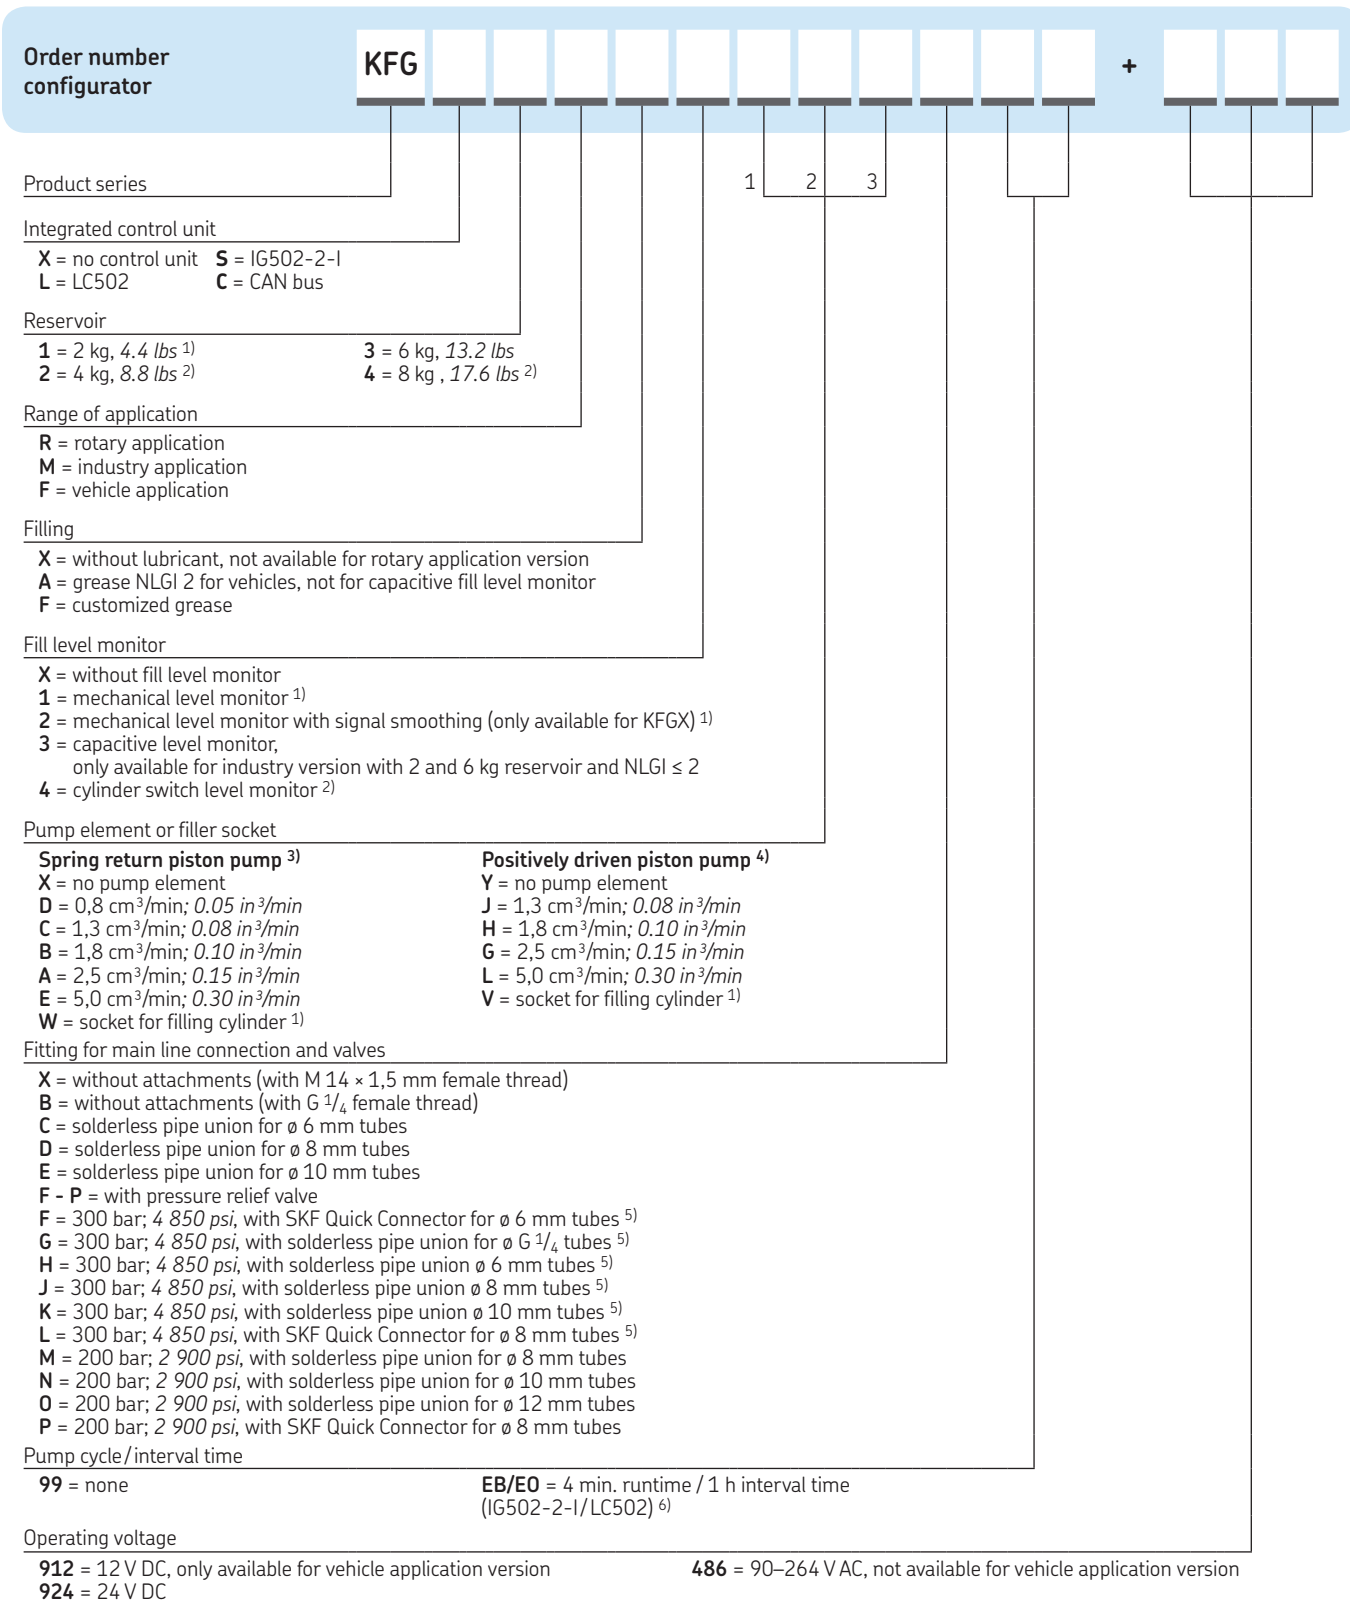 Order number
configurator
KFG
+
Product series
1 2 3
Integrated control unit
X = no control unit S = IG502-2-I
L = LC502 C = CAN bus
Reservoir
1 = 2 kg, 4.4 lbs 1) 3 = 6 kg, 13.2 lbs
2 = 4 kg, 8.8 lbs 2) 4 = 8 kg , 17.6 lbs 2)
Range of application
R = rotary application
M = industry application
F = vehicle application
Filling
X = without lubricant, not available for rotary application version
A = grease NLGI 2 for vehicles, not for capacitive fill level monitor
F = customized grease
Fill level monitor
X = without fill level monitor
1 = mechanical level monitor 1)
2 = mechanical level monitor with signal smoothing (only available for KFGX) 1)
3 = capacitive level monitor,
only available for industry version with 2 and 6 kg reservoir and NLGI ≤ 2
4 = cylinder switch level monitor 2)
Pump element or filler socket
Spring return piston pump 3) Positively driven piston pump 4)
X = no pump element Y = no pump element
D = 0,8 cm³/min; 0.05 in³/min J = 1,3 cm³/min; 0.08 in³/min
C = 1,3 cm³/min; 0.08 in³/min H = 1,8 cm³/min; 0.10 in³/min
B = 1,8 cm³/min; 0.10 in³/min G = 2,5 cm³/min; 0.15 in³/min
A = 2,5 cm³/min; 0.15 in³/min L = 5,0 cm³/min; 0.30 in³/min
E = 5,0 cm³/min; 0.30 in³/min V = socket for filling cylinder 1)
W = socket for filling cylinder 1)
Fitting for main line connection and valves
X = without attachments (with M 14 × 1,5 mm female thread)
B = without attachments (with G 1/4 female thread)
C = solderless pipe union for ø 6 mm tubes
D = solderless pipe union for ø 8 mm tubes
E = solderless pipe union for ø 10 mm tubes
F - P = with pressure relief valve
F = 300 bar; 4 850 psi, with SKF Quick Connector for ø 6 mm tubes 5)
G = 300 bar; 4 850 psi, with solderless pipe union for ø G 1/4 tubes 5)
H = 300 bar; 4 850 psi, with solderless pipe union ø 6 mm tubes 5)
J = 300 bar; 4 850 psi, with solderless pipe union ø 8 mm tubes 5)
K = 300 bar; 4 850 psi, with solderless pipe union ø 10 mm tubes 5)
L = 300 bar; 4 850 psi, with SKF Quick Connector for ø 8 mm tubes 5)
M = 200 bar; 2 900 psi, with solderless pipe union for ø 8 mm tubes
N = 200 bar; 2 900 psi, with solderless pipe union for ø 10 mm tubes
O = 200 bar; 2 900 psi, with solderless pipe union for ø 12 mm tubes
P = 200 bar; 2 900 psi, with SKF Quick Connector for ø 8 mm tubes
Pump cycle/interval time
99 = none EB/EO = 4 min. runtime / 1 h interval time
(IG502-2-I/LC502) 6)
Operating voltage
912 = 12 V DC, only available for vehicle application version 486 = 90–264 V AC, not available for vehicle application version
924 = 24 V DC